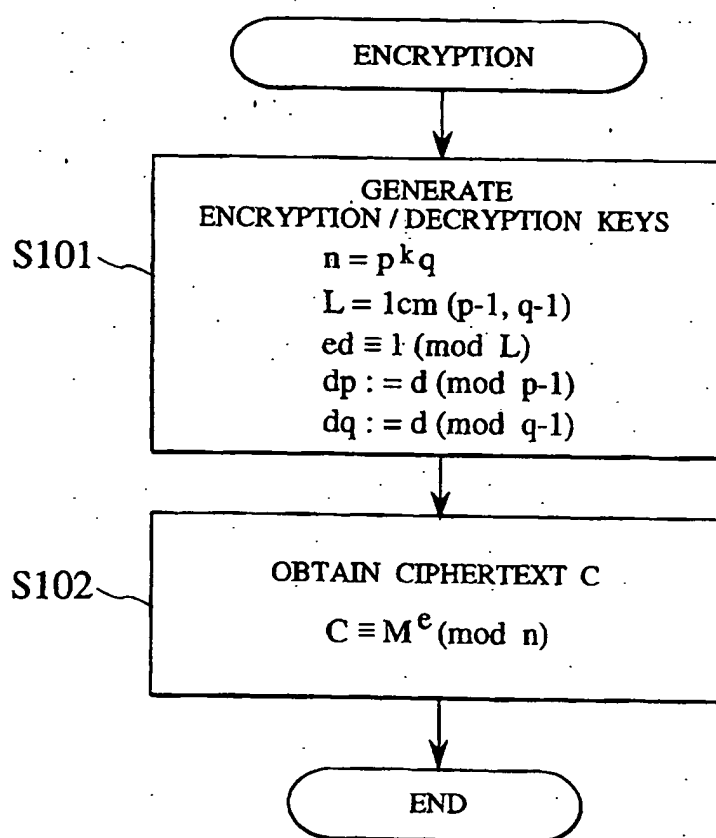 ENCRYPTION
GENERATE
ENCRYPTION / DECRYPTION KEYS
n = p^k q
L = 1cm (p-1, q-1)
ed ≡ 1 (mod L)
dp : = d (mod p-1)
dq : = d (mod q-1)
S101
OBTAIN CIPHERTEXT C
C ≡ M^e (mod n)
S102
END